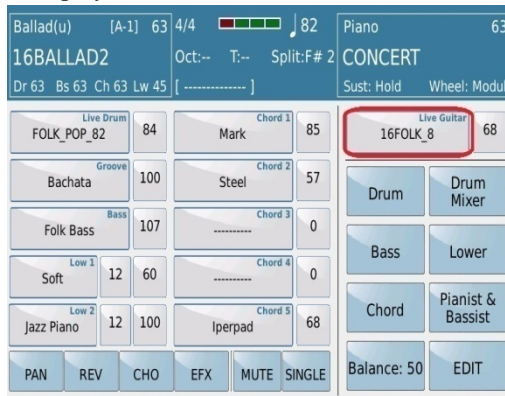 Ballad(u) [A-1] 63 4/4 82 Piano 63
16BALLAD2 Oct:-- T:-- Split:F# 2 CONCERT
Dr 63 Bs 63 Ch 63 Lw 45 [ -------------- ] Sust: Hold Wheel: Modul
Live Drum
FOLK_POP_82 84
Chord 1
Mark 85
Live Guitar
16FOLK_8 68
Groove
Bachata 100
Chord 2
Steel 57
Drum
Drum
Mixer
Bass
Folk Bass 107
Chord 3
---------- 0
Bass
Lower
Low 1
Soft 12 60
Chord 4
---------- 0
Chord
Pianist &
Bassist
Low 2
Jazz Piano 12 100
Chord 5
Iperpad 68
PAN REV CHO EFX MUTE SINGLE Balance: 50 EDIT